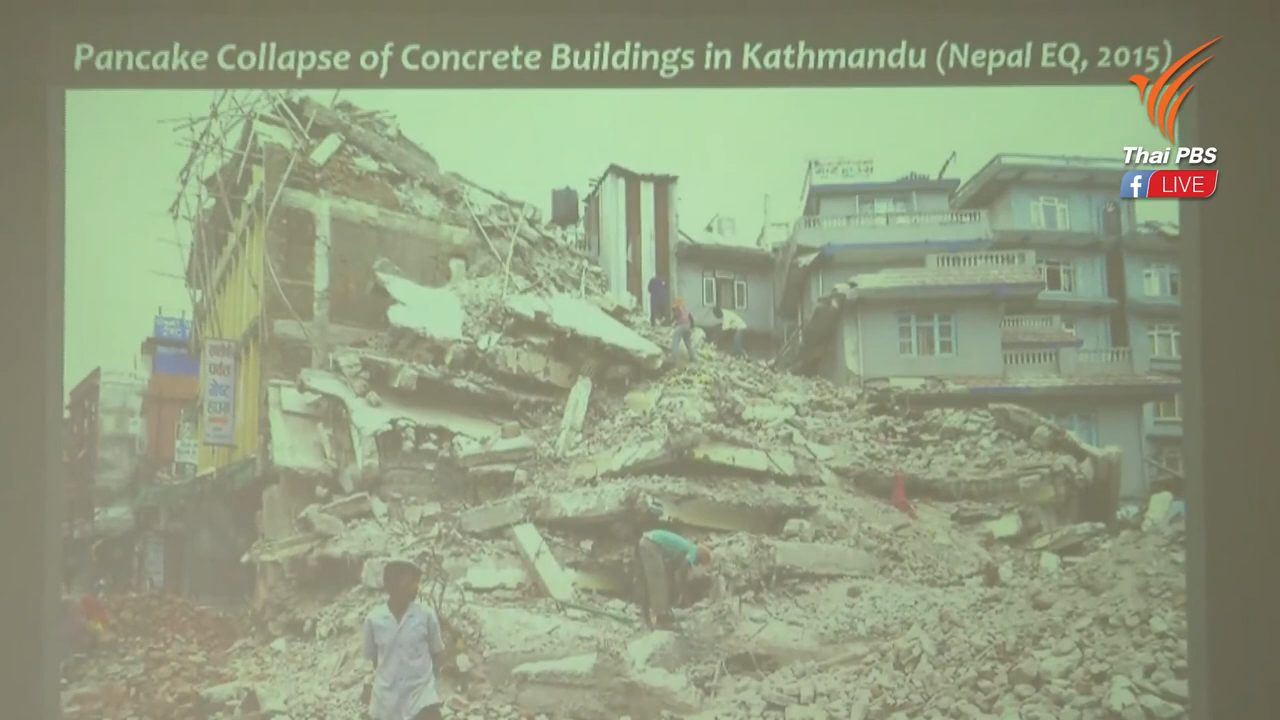 Pancake Collapse of Concrete Buildings in Kathmandu (Nepal EQ, 2015)
Thai PBS
f LIVE